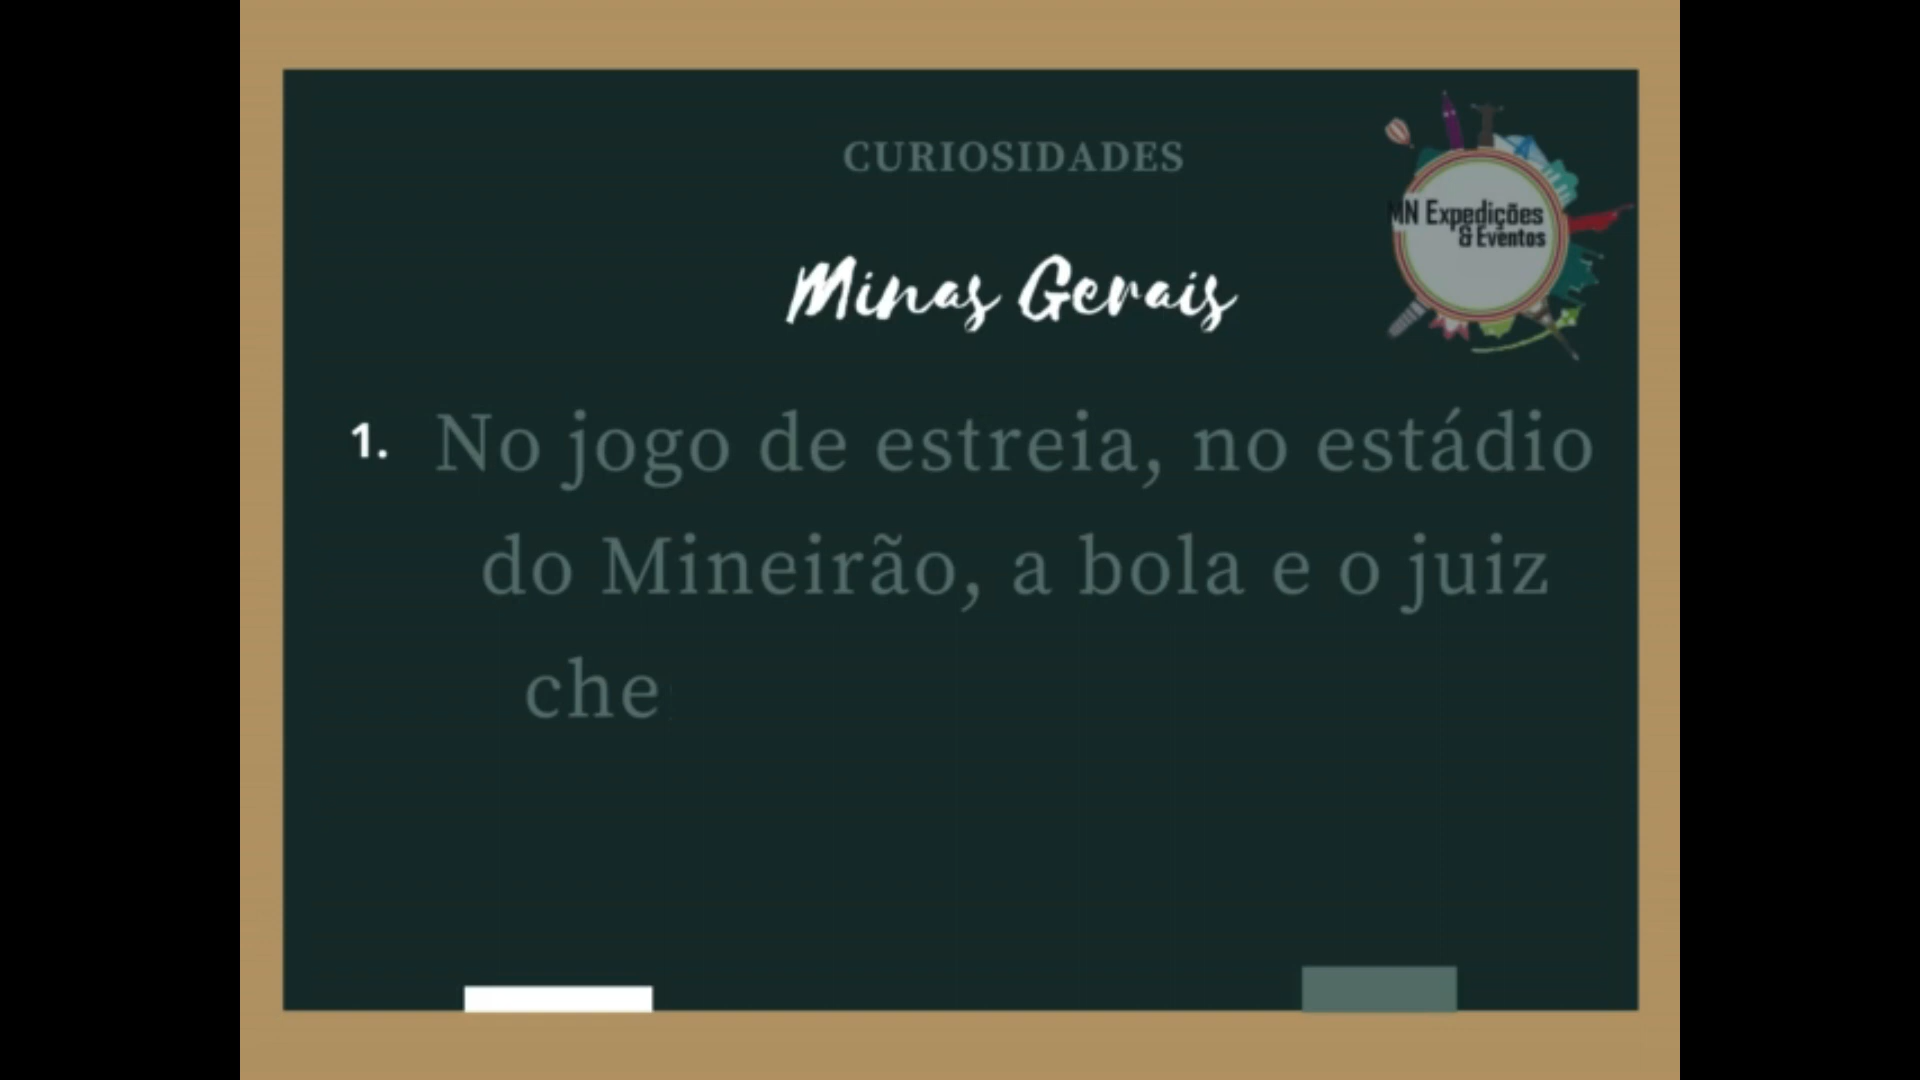 CURIOSIDADES
MN Expedições
& Eventos
Minas Gerais
1. No jogo de estreia, no estádio
do Mineirão, a bola e o juiz
che